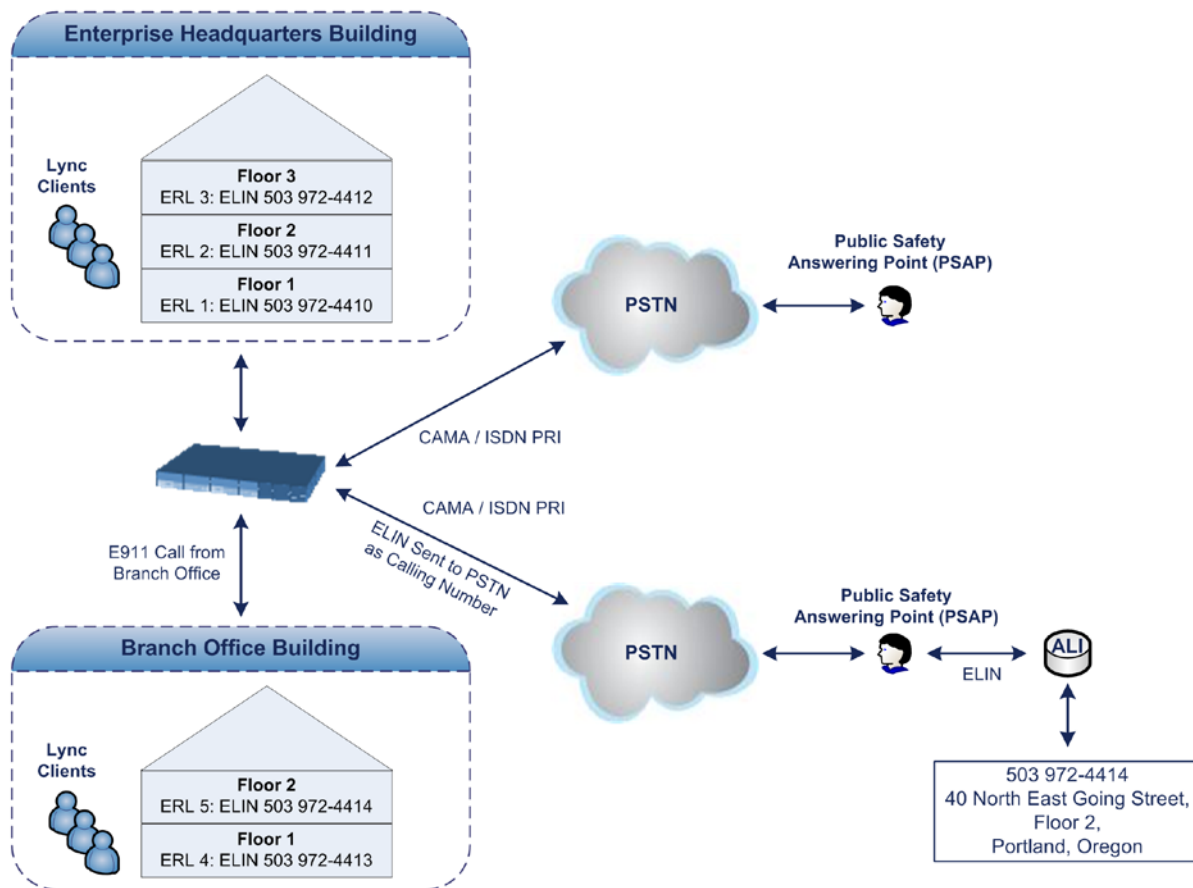 Enterprise Headquarters Building
Lync
Clients
Floor 3
ERL 3: ELIN 503 972-4412
Floor 2
ERL 2: ELIN 503 972-4411
Floor 1
ERL 1: ELIN 503 972-4410
PSTN
Public Safety
Answering Point (PSAP)
CAMA / ISDN PRI
CAMA / ISDN PRI
ELIN Sent to PSTN
as Calling Number
E911 Call from
Branch Office
PSTN
Public Safety
Answering Point (PSAP)
ELIN
ALI
503 972-4414
40 North East Going Street,
Floor 2,
Portland, Oregon
Branch Office Building
Lync
Clients
Floor 2
ERL 5: ELIN 503 972-4414
Floor 1
ERL 4: ELIN 503 972-4413